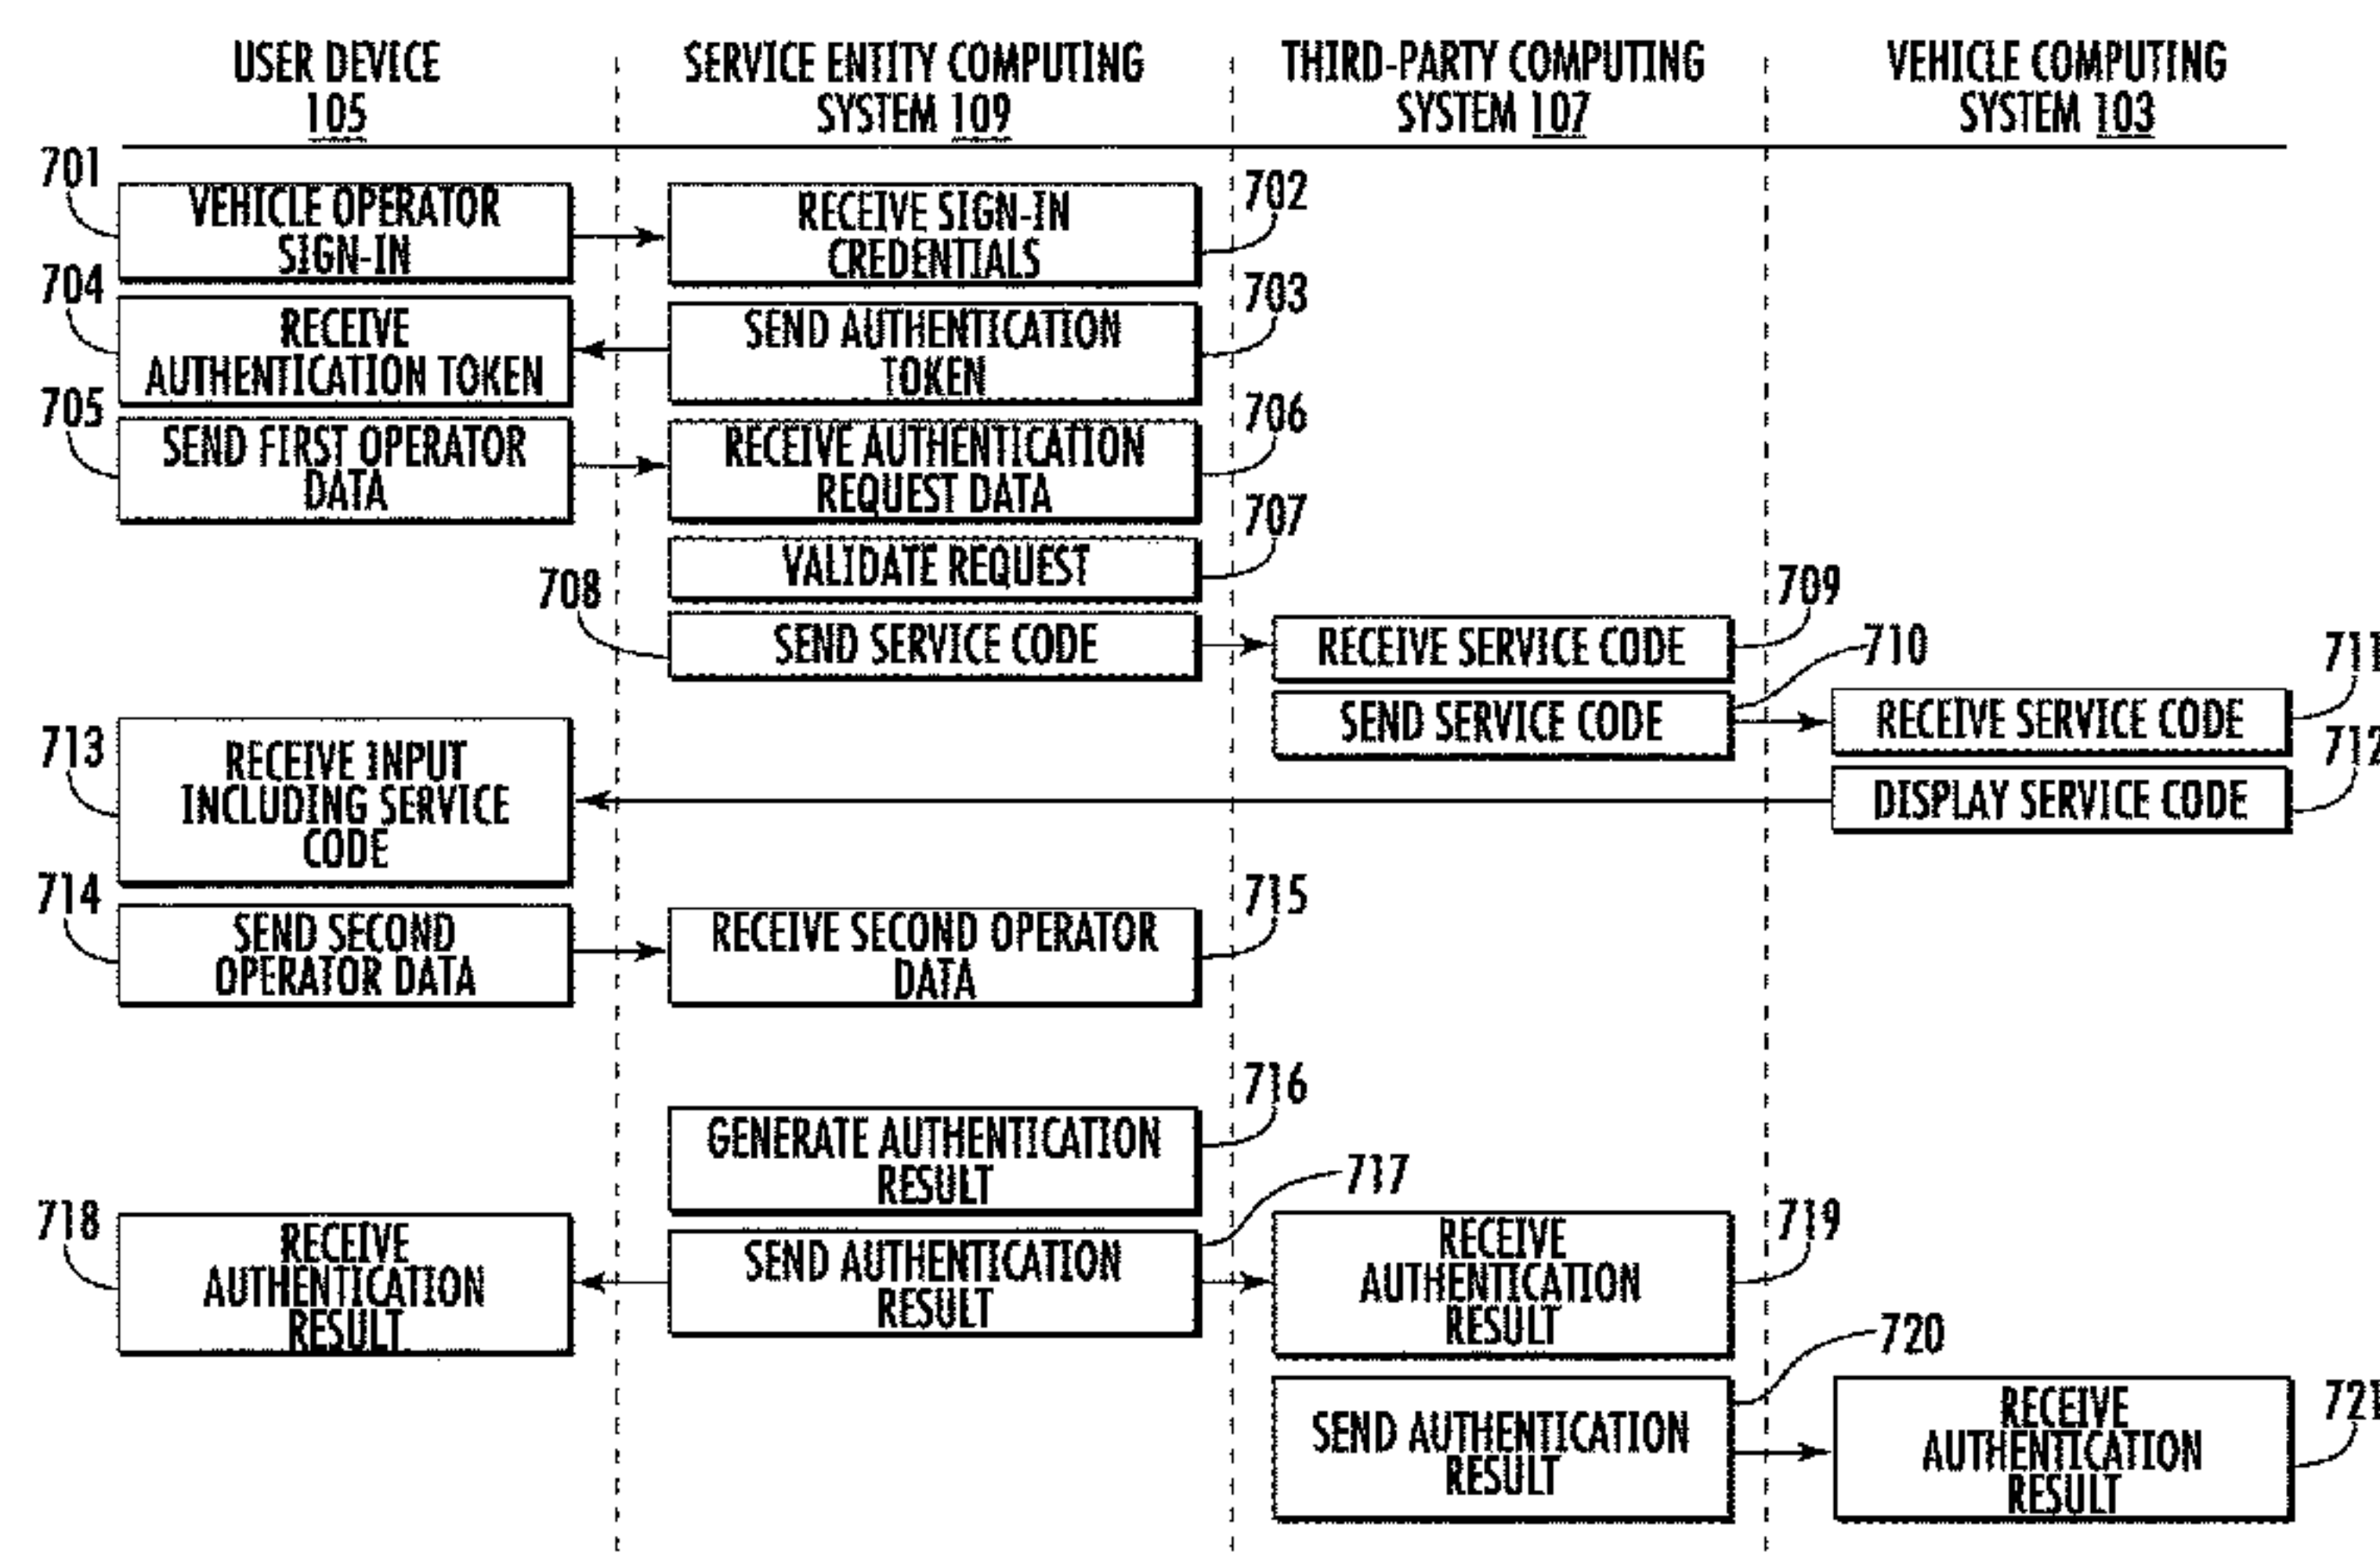 USER DEVICE
105
SERVICE ENTITY COMPUTING
SYSTEM 109
THIRD-PARTY COMPUTING
SYSTEM 107
VEHICLE COMPUTING
SYSTEM 103
701
VEHICLE OPERATOR
SIGN-IN
RECEIVE SIGN-IN
CREDENTIALS
702
704
RECEIVE
AUTHENTICATION TOKEN
SEND AUTHENTICATION
TOKEN
703
705
SEND FIRST OPERATOR
DATA
RECEIVE AUTHENTICATION
REQUEST DATA
706
VALIDATE REQUEST
707
708
SEND SERVICE CODE
RECEIVE SERVICE CODE
709
SEND SERVICE CODE
710
RECEIVE SERVICE CODE
711
DISPLAY SERVICE CODE
712
713
RECEIVE INPUT
INCLUDING SERVICE
CODE
714
SEND SECOND
OPERATOR DATA
RECEIVE SECOND OPERATOR
DATA
715
GENERATE AUTHENTICATION
RESULT
716
SEND AUTHENTICATION
RESULT
717
718
RECEIVE
AUTHENTICATION
RESULT
RECEIVE
AUTHENTICATION
RESULT
719
SEND AUTHENTICATION
RESULT
720
RECEIVE
AUTHENTICATION
RESULT
721